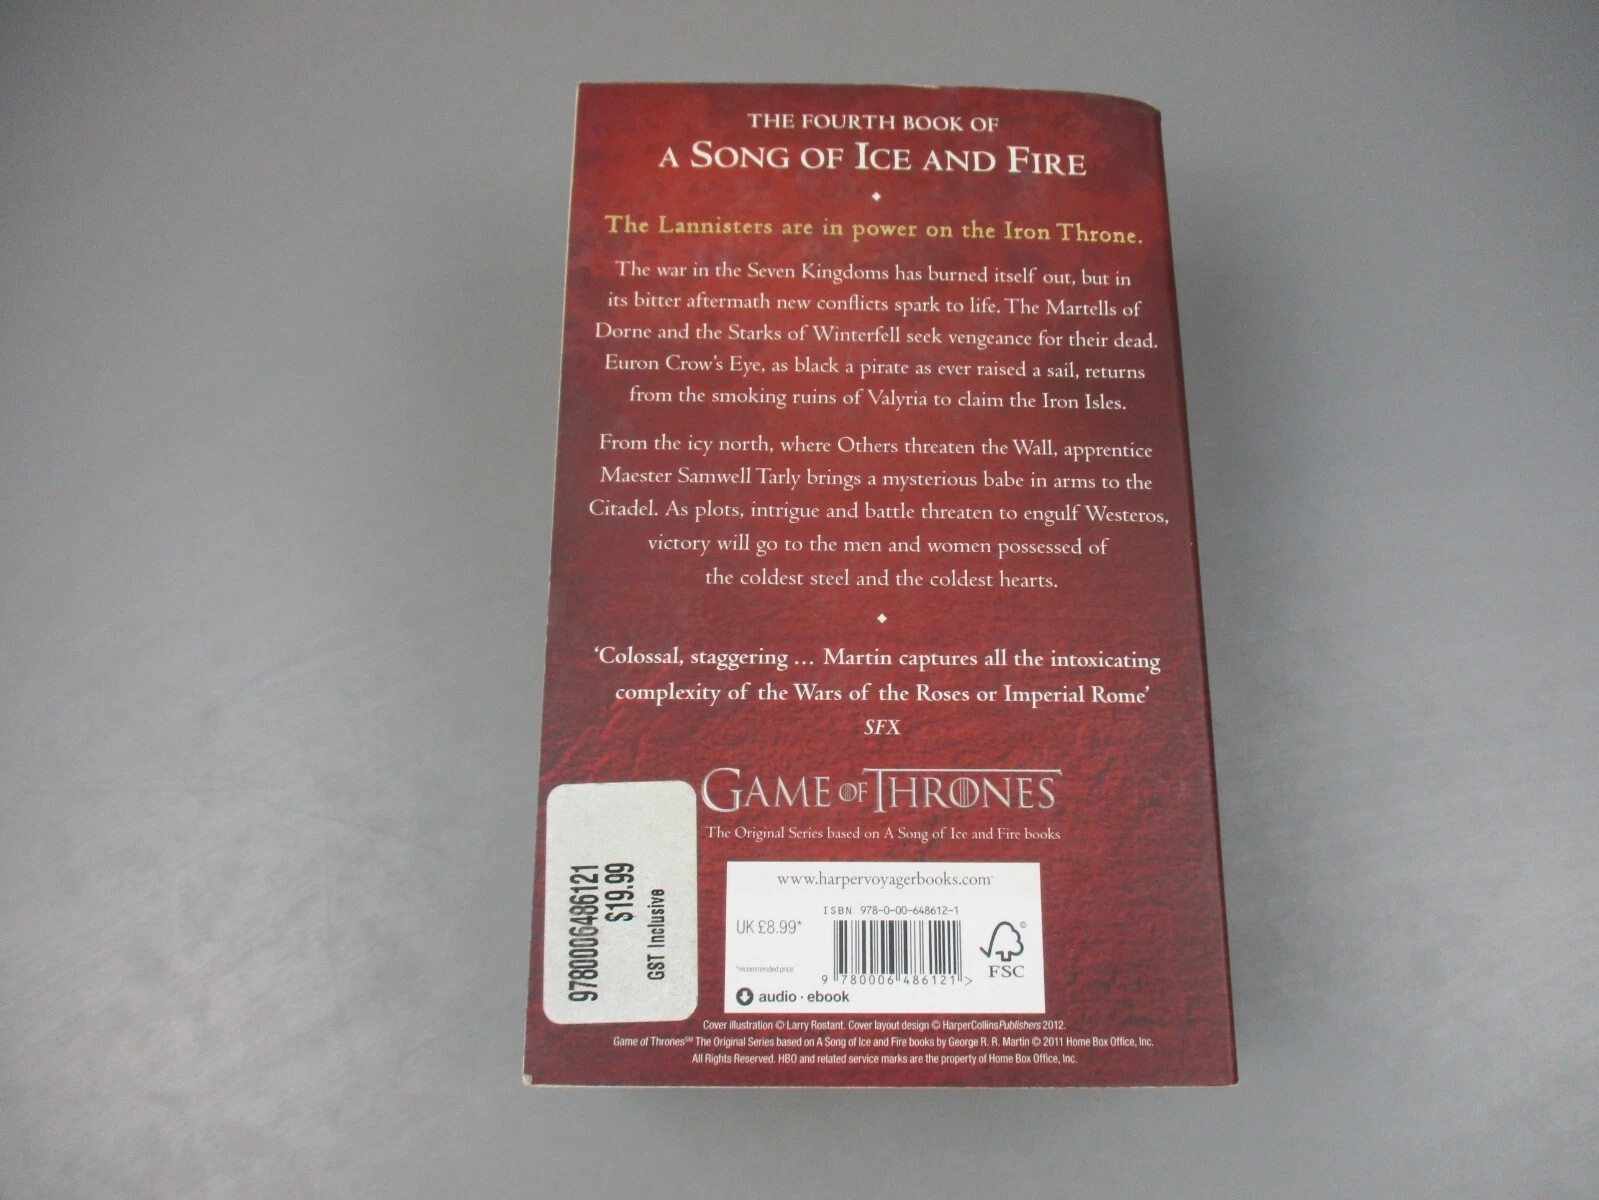 THE FOURTH BOOK OF
A SONG OF ICE AND FIRE
The Lannisters are in power on the Iron Throne.
The war in the Seven Kingdoms has burned itself out, but in
its bitter aftermath new conflicts spark to life. The Martells of
Dorne and the Starks of Winterfell seek vengeance for their dead.
Euron Crow's Eye, as black a pirate as ever raised a sail, returns
from the smoking ruins of Valyria to claim the Iron Isles.
From the icy north, where Others threaten the Wall, apprentice
Maester Samwell Tarly brings a mysterious babe in arms to the
Citadel. As plots, intrigue and battle threaten to engulf Westeros,
victory will go to the men and women possessed of
the coldest steel and the coldest hearts.
‘Colossal, staggering ... Martin captures all the intoxicating
complexity of the Wars of the Roses or Imperial Rome’
SFX
GAME OF THRONES
The Original Series based on A Song of Ice and Fire books
9780006486121
$19.99
GST Inclusive
www.harpervoyagerbooks.com
ISBN 978-0-00-648612-1
UK £8.99*
*recommended price
9 780006 486121 >
audio · ebook
©
FSC
Cover illustration © Larry Rostant. Cover layout design © HarperCollinsPublishers 2012.
Game of Thrones℠ The Original Series based on A Song of Ice and Fire books by George R. R. Martin © 2011 Home Box Office, Inc.
All Rights Reserved. HBO and related service marks are the property of Home Box Office, Inc.